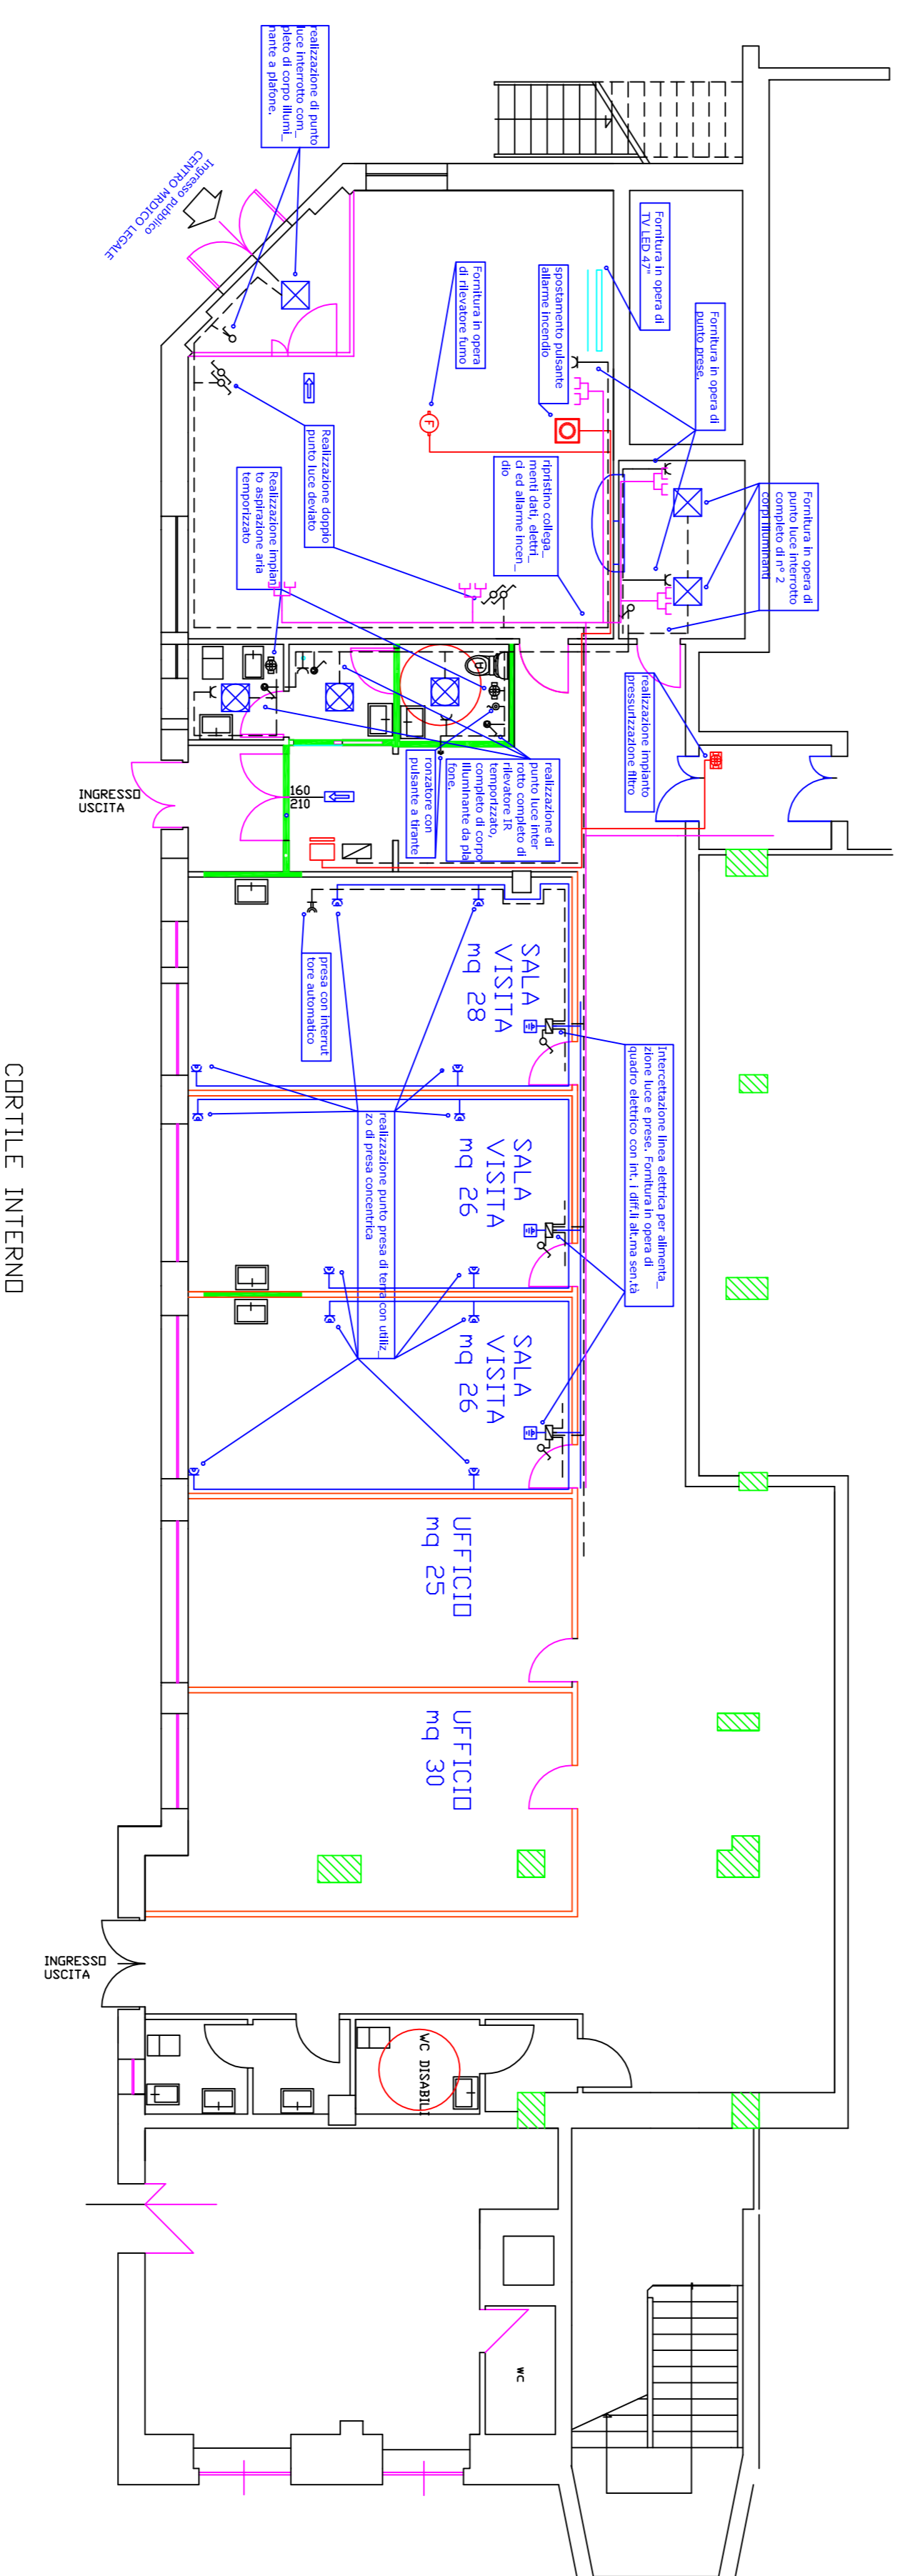 realizzazione di punto
luce interrotto com_
pleto di corpo illumi_
nante a plafone.
Ingresso pubblico
CENTRO MRDICO LEGALE
Fornitura in opera di
TV LED 47"
Fornitura in opera di
punto prese.
Fornitura in opera
di rilevatore fumo
spostamento pulsante
allarme incendio
F
Realizzazione doppio
punto luce deviato
Realizzazione impian
to aspirazione aria
temporizzato
ripristino collega_
menti dati, elettri_
ci ed allarme incen_
dio
Fornitura in opera di
punto luce interrotto
completo di n° 2
corpi illuminanti
realizzazione impianto
pressurizzazione filtro
realizzazione di
punto luce inter
rotto completo di
rilevatore IR
temporizzato,
completo di corpo
illuminante da pla
fone.
ronzatore con
pulsante a tirante
160
210
INGRESSO
USCITA
presa con interrut
tore automatico
SALA
VISITA
mq 28
Intercettazione linea elettrica per alimenta_
zione luce e prese. Fornitura in opera di
quadro elettrico con int. i diff.li alt.ma sen.tà
realizzazione punto presa di terra con utiliz_
zo di presa concentrica
SALA
VISITA
mq 26
SALA
VISITA
mq 26
CORTILE INTERNO
UFFICIO
mq 25
UFFICIO
mq 30
INGRESSO
USCITA
WC DISABILI
WC